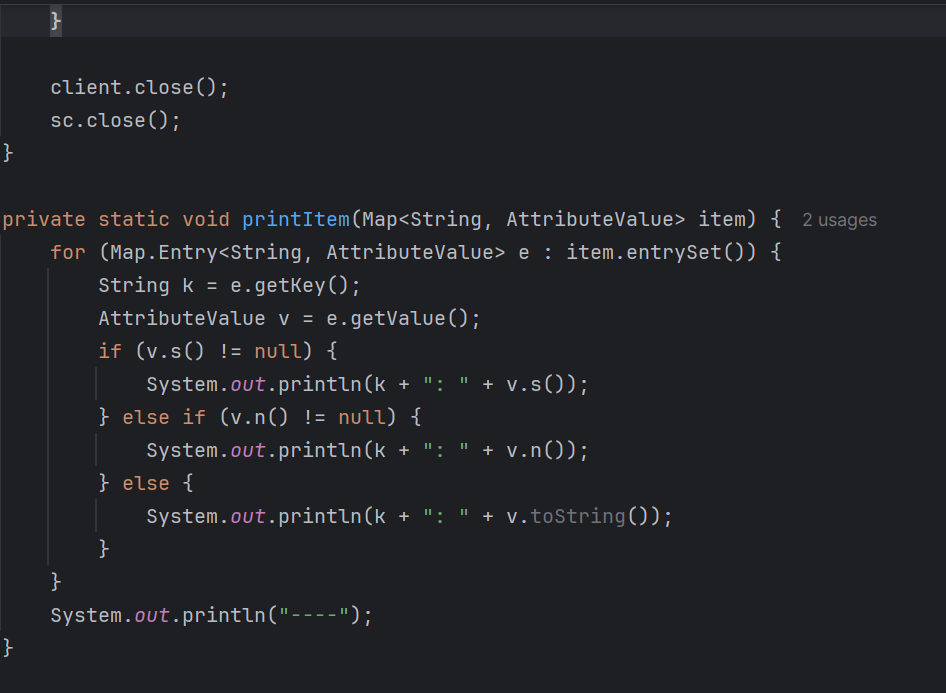 }

    client.close();
    sc.close();
}

private static void printItem(Map<String, AttributeValue> item) {  2 usages
    for (Map.Entry<String, AttributeValue> e : item.entrySet()) {
        String k = e.getKey();
        AttributeValue v = e.getValue();
        if (v.s() != null) {
            System.out.println(k + ": " + v.s());
        } else if (v.n() != null) {
            System.out.println(k + ": " + v.n());
        } else {
            System.out.println(k + ": " + v.toString());
        }
    }
    System.out.println("----");
}